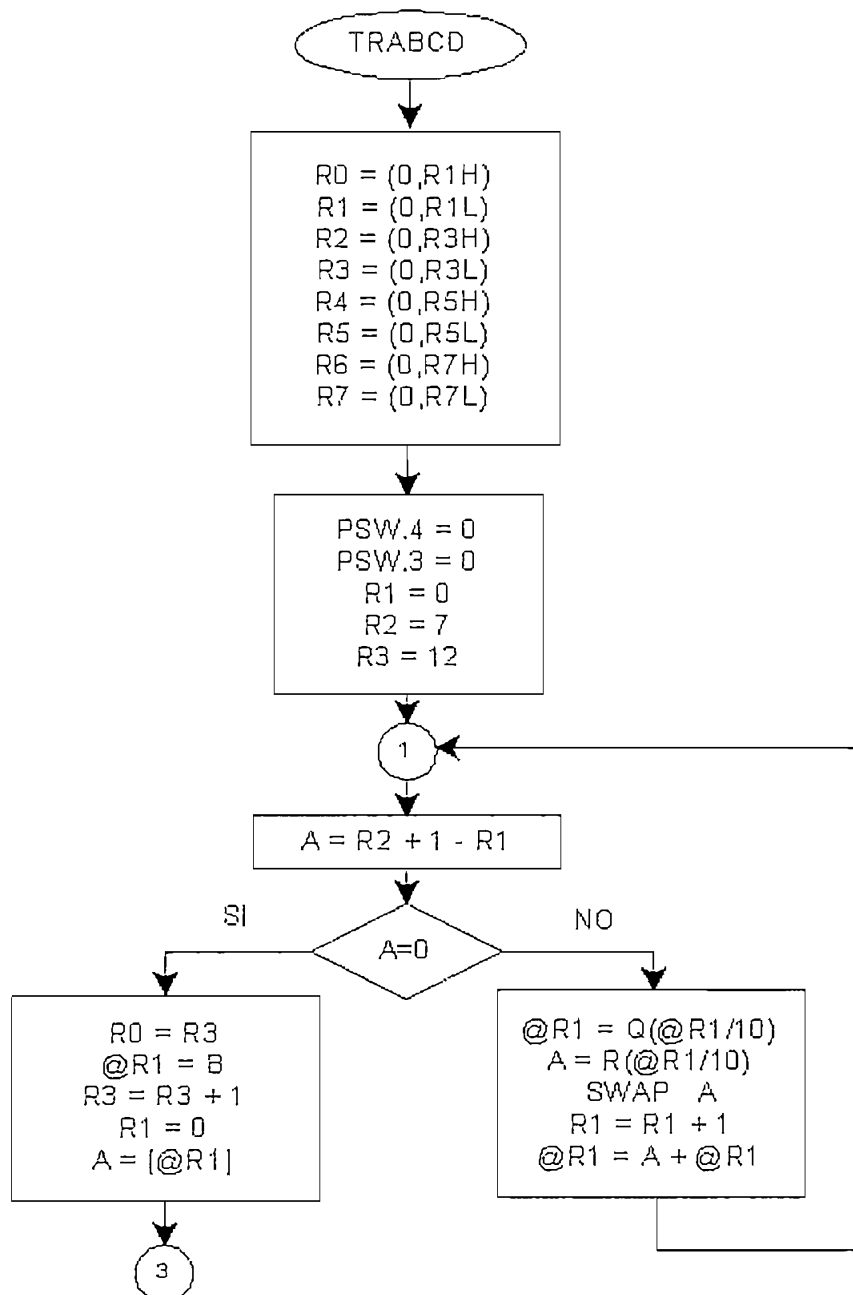 TRABCD
R0 = (0,R1H)
R1 = (0,R1L)
R2 = (0,R3H)
R3 = (0,R3L)
R4 = (0,R5H)
R5 = (0,R5L)
R6 = (0,R7H)
R7 = (0,R7L)
PSW.4 = 0
PSW.3 = 0
R1 = 0
R2 = 7
R3 = 12
1
A = R2 + 1 - R1
SI
NO
A=0
R0 = R3
@R1 = B
R3 = R3 + 1
R1 = 0
A = [@R1]
@R1 = Q(@R1/10)
A = R(@R1/10)
SWAP A
R1 = R1 + 1
@R1 = A + @R1
3